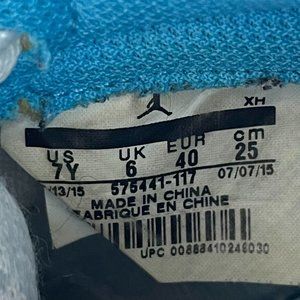 XH
US UK EUR cm
7Y 6 40 25
/13/15 575441-117 07/07/15
MADE IN CHINA
FABRIQUE EN CHINE
UPC 00888410248030